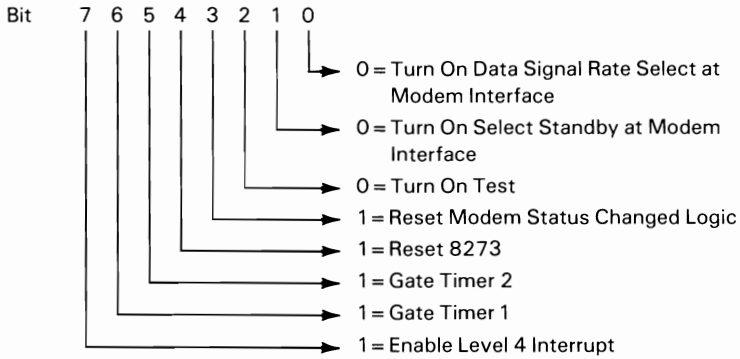 Bit 7 6 5 4 3 2 1 0
0 = Turn On Data Signal Rate Select at
Modem Interface
0 = Turn On Select Standby at Modem
Interface
0 = Turn On Test
1 = Reset Modem Status Changed Logic
1 = Reset 8273
1 = Gate Timer 2
1 = Gate Timer 1
1 = Enable Level 4 Interrupt